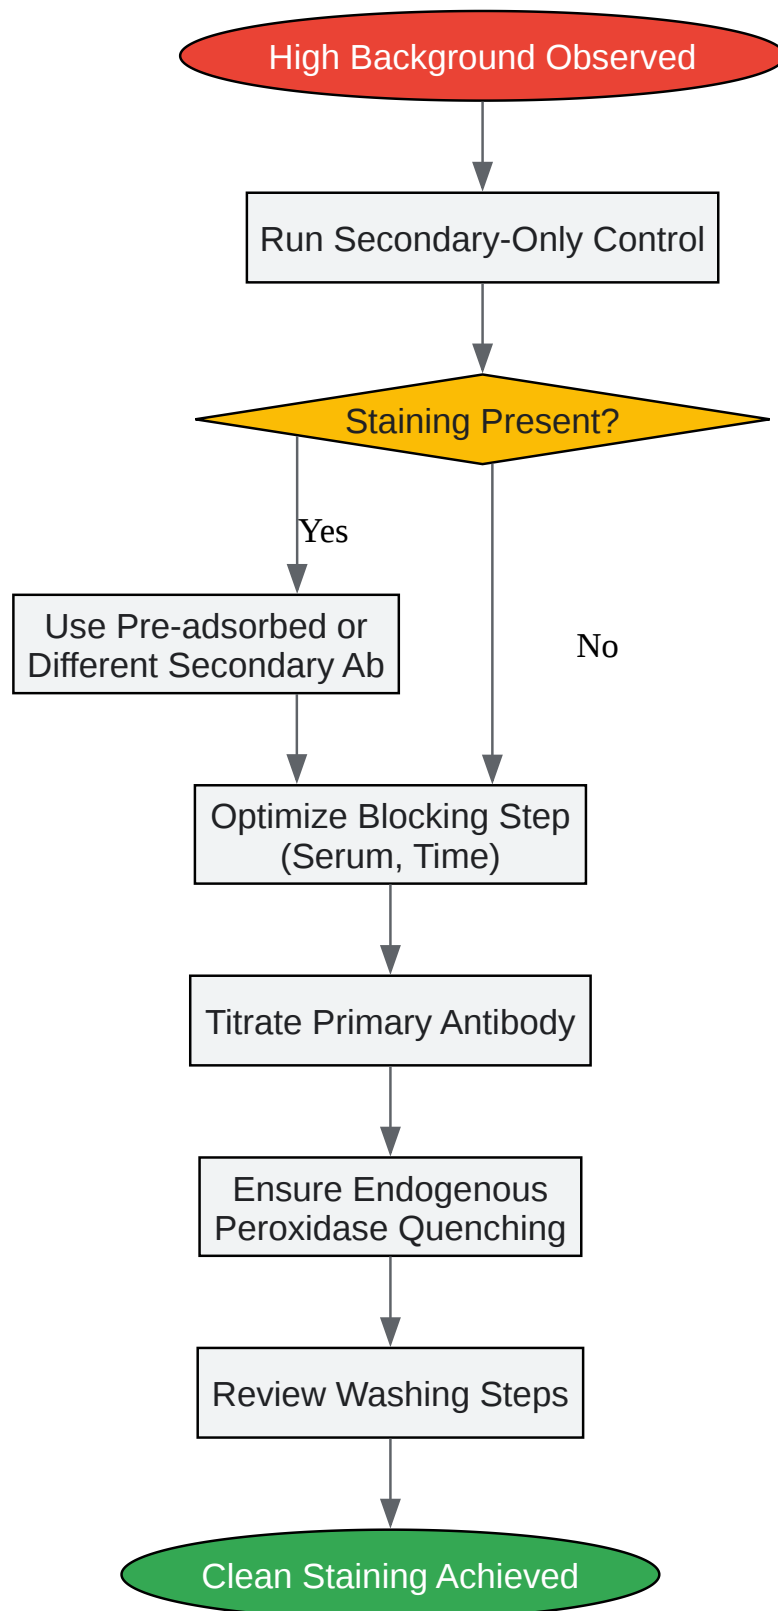 High Background Observed
Run Secondary-Only Control
Staining Present?
Yes
Use Pre-adsorbed or
Different Secondary Ab
No
Optimize Blocking Step
(Serum, Time)
Titrate Primary Antibody
Ensure Endogenous
Peroxidase Quenching
Review Washing Steps
Clean Staining Achieved